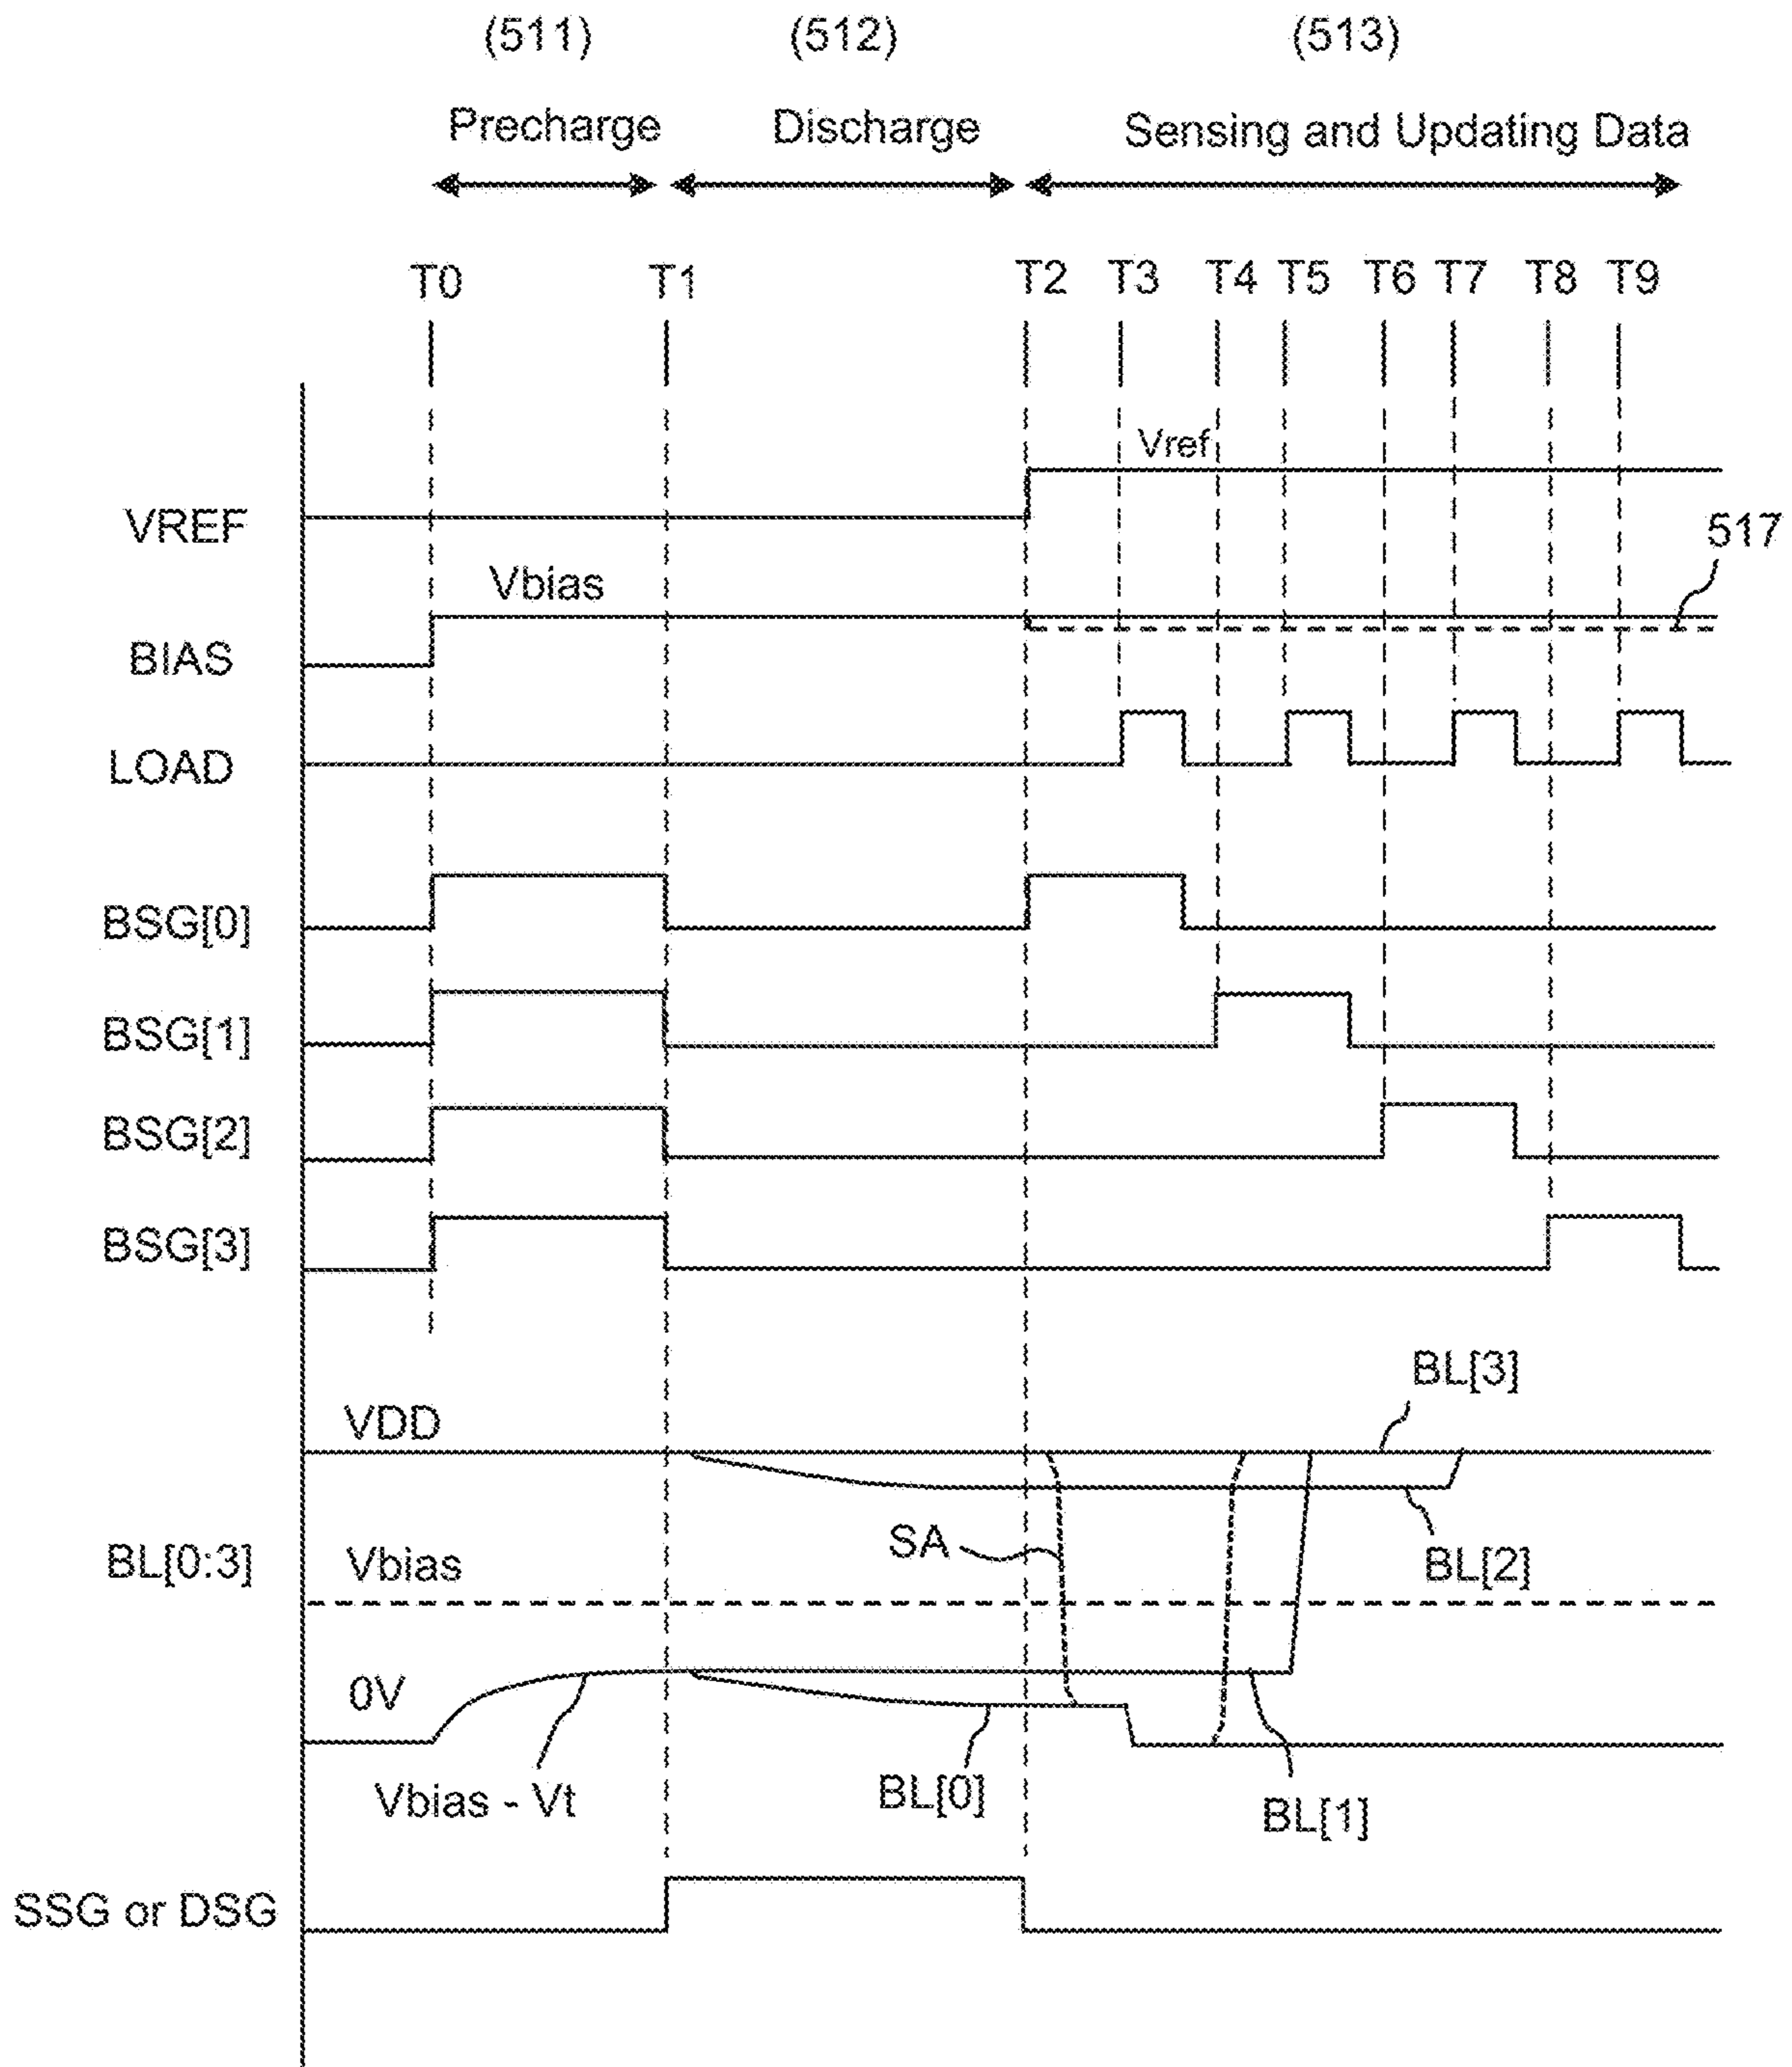 (511) (512) (513)
Precharge Discharge Sensing and Updating Data
T0 T1 T2 T3 T4 T5 T6 T7 T8 T9
Vref
VREF
517
Vbias
BIAS
LOAD
BSG[0]
BSG[1]
BSG[2]
BSG[3]
BL[3]
VDD
SA
BL[0:3] Vbias BL[2]
0V
Vbias - Vt BL[0] BL[1]
SSG or DSG